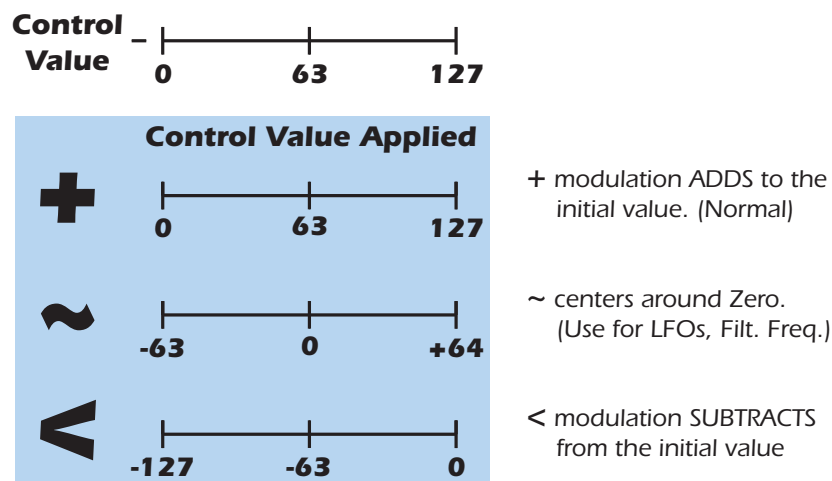 Control
Value
–
0 63 127
Control Value Applied
+
0 63 127
+ modulation ADDS to the
initial value. (Normal)
~
-63 0 +64
~ centers around Zero.
(Use for LFOs, Filt. Freq.)
<
-127 -63 0
< modulation SUBTRACTS
from the initial value